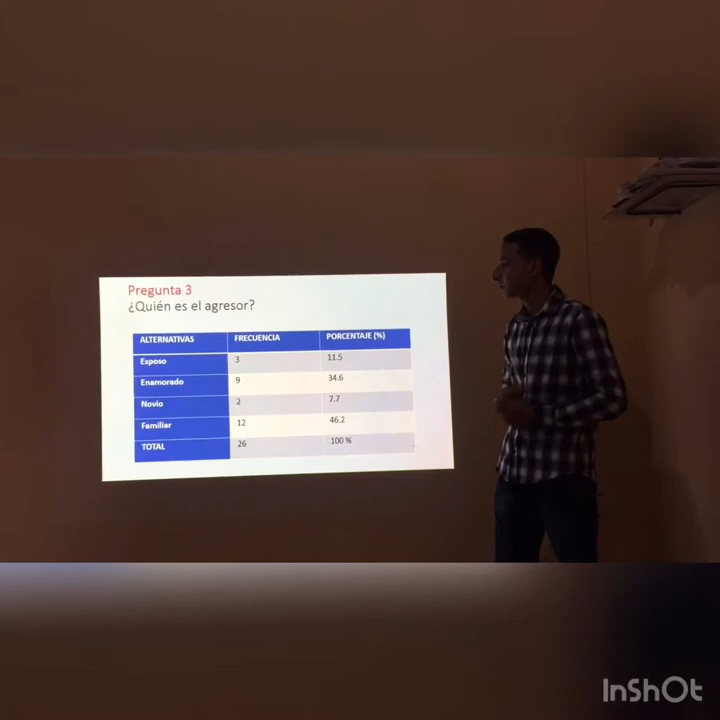 Pregunta 3
¿Quién es el agresor?
ALTERNATIVAS FRECUENCIA PORCENTAJE (%)
Esposo 3 11.5
Enamorado 9 34.6
Novio 2 7.7
Familiar 12 46.2
TOTAL 26 100 %
InShOt